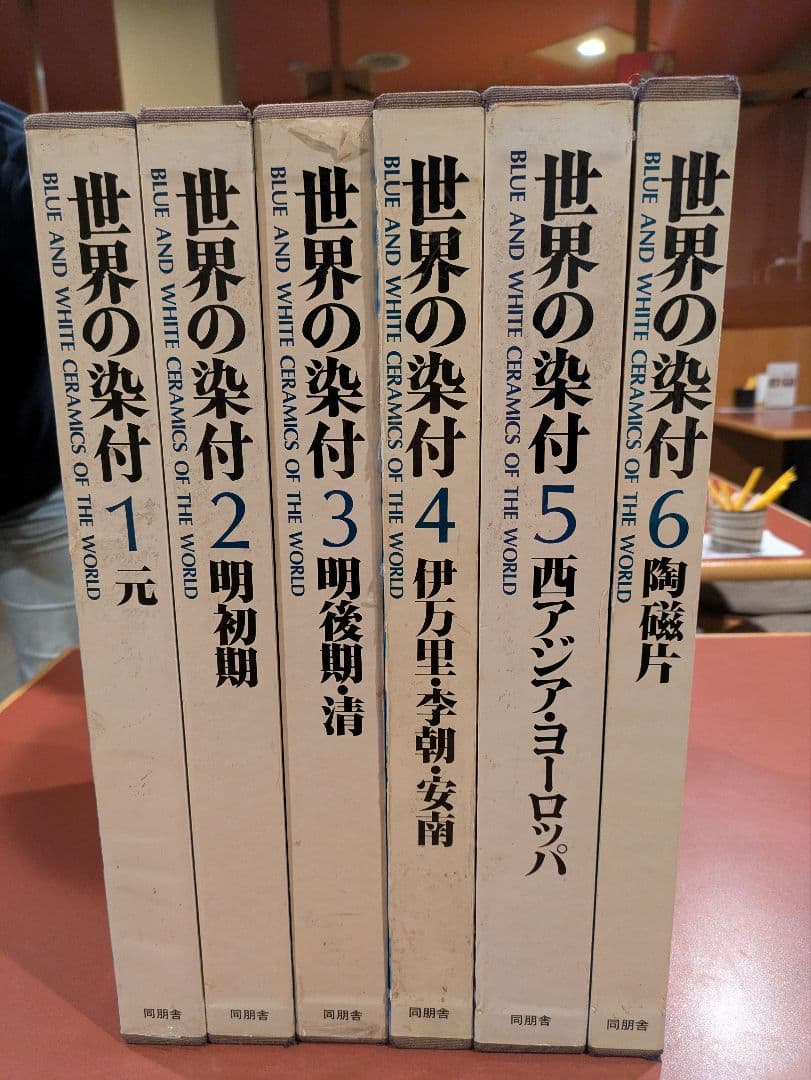 世界の染付 1 元
BLUE AND WHITE CERAMICS OF THE WORLD
同朋舎
世界の染付 2 明初期
BLUE AND WHITE CERAMICS OF THE WORLD
同朋舎
世界の染付 3 明後期・清
BLUE AND WHITE CERAMICS OF THE WORLD
同朋舎
世界の染付 4 伊万里・李朝・安南
BLUE AND WHITE CERAMICS OF THE WORLD
同朋舎
世界の染付 5 西アジア・ヨーロッパ
BLUE AND WHITE CERAMICS OF THE WORLD
同朋舎
世界の染付 6 陶磁片
BLUE AND WHITE CERAMICS OF THE WORLD
同朋舎